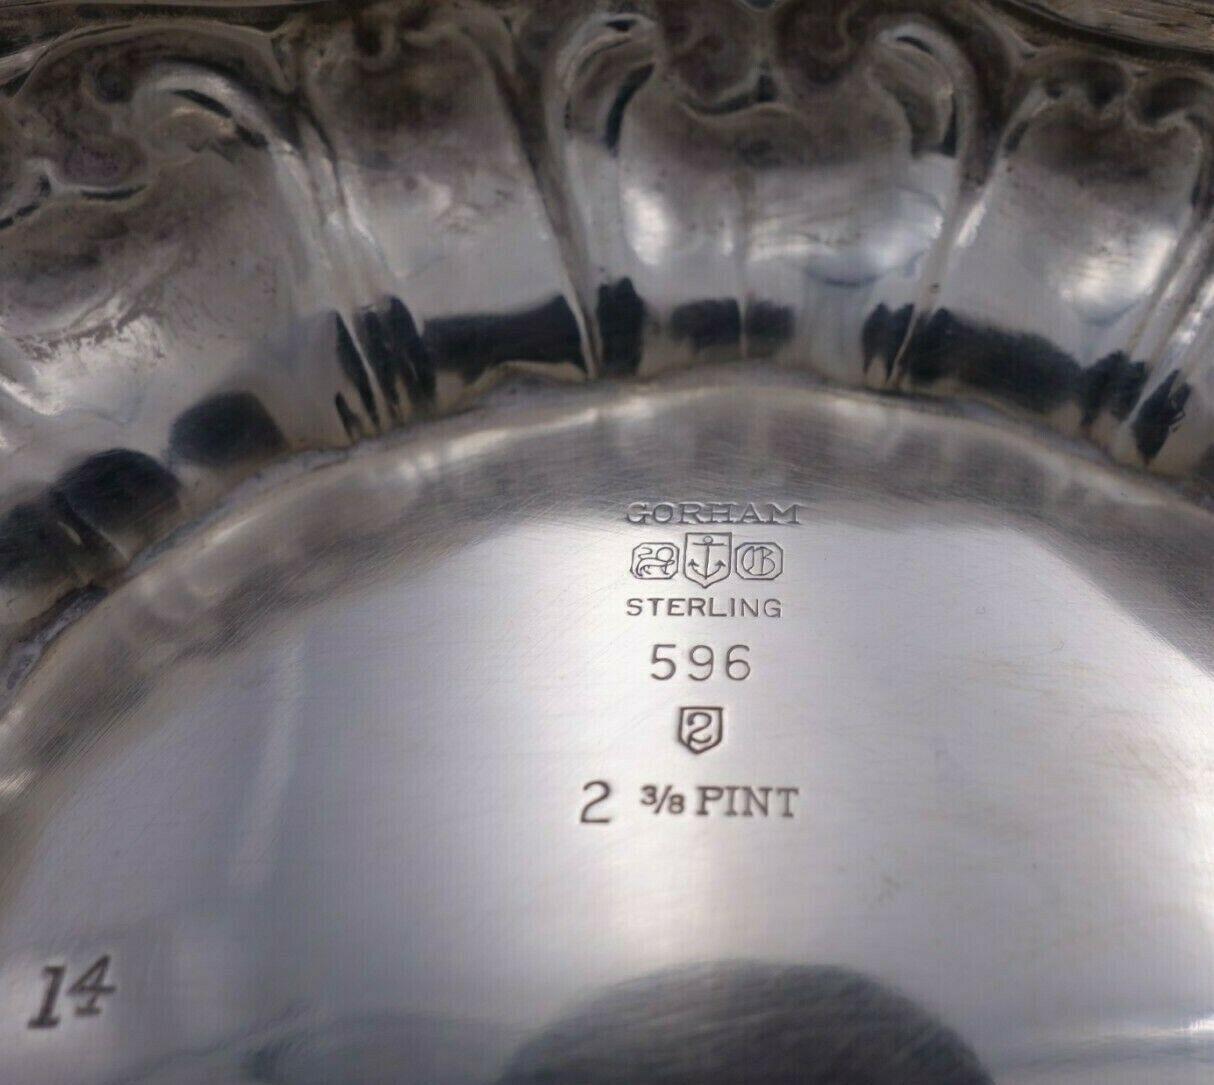 GORHAM
STERLING
596
2
2 3/8 PINT
14